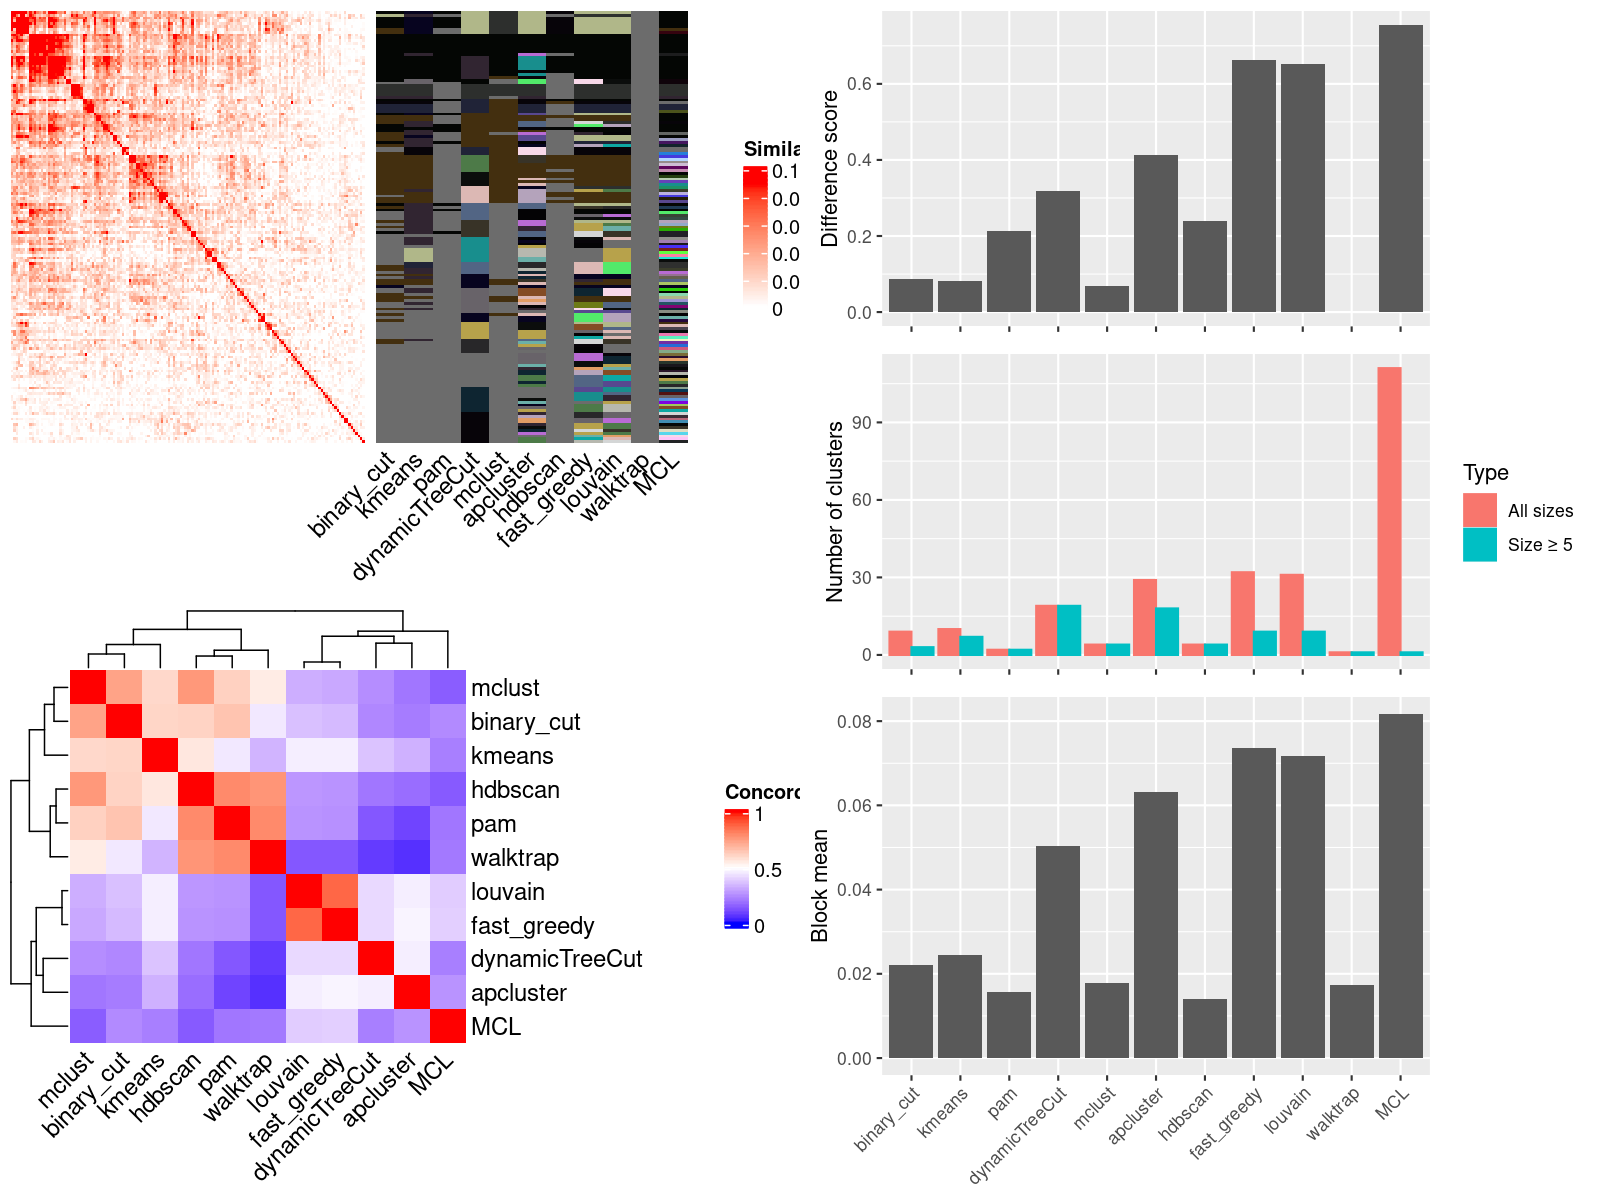 Simila
0.1
0.0
0.0
0.0
0.0
0
binary_cut
kmeans
pam
dynamicTreeCut
mclust
apcluster
hdbscan
fast_greedy
louvain
walktrap
MCL
mclust
binary_cut
kmeans
hdbscan
pam
walktrap
louvain
fast_greedy
dynamicTreeCut
apcluster
MCL
mclust
binary_cut
kmeans
hdbscan
pam
walktrap
louvain
fast_greedy
dynamicTreeCut
apcluster
MCL
Concord
1
0.5
0
Difference score
0.6
0.4
0.2
0.0
Number of clusters
90
60
30
0
Type
All sizes
Size ≥ 5
Block mean
0.08
0.06
0.04
0.02
0.00
binary_cut
kmeans
pam
dynamicTreeCut
mclust
apcluster
hdbscan
fast_greedy
louvain
walktrap
MCL